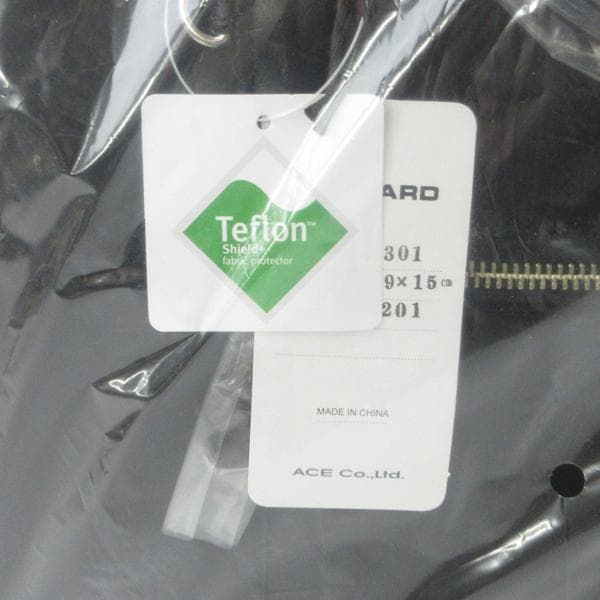 Teflon™
Shield+
fabric protector
ARD
301
9×15㎝
201
MADE IN CHINA
ACE Co.,Ltd.